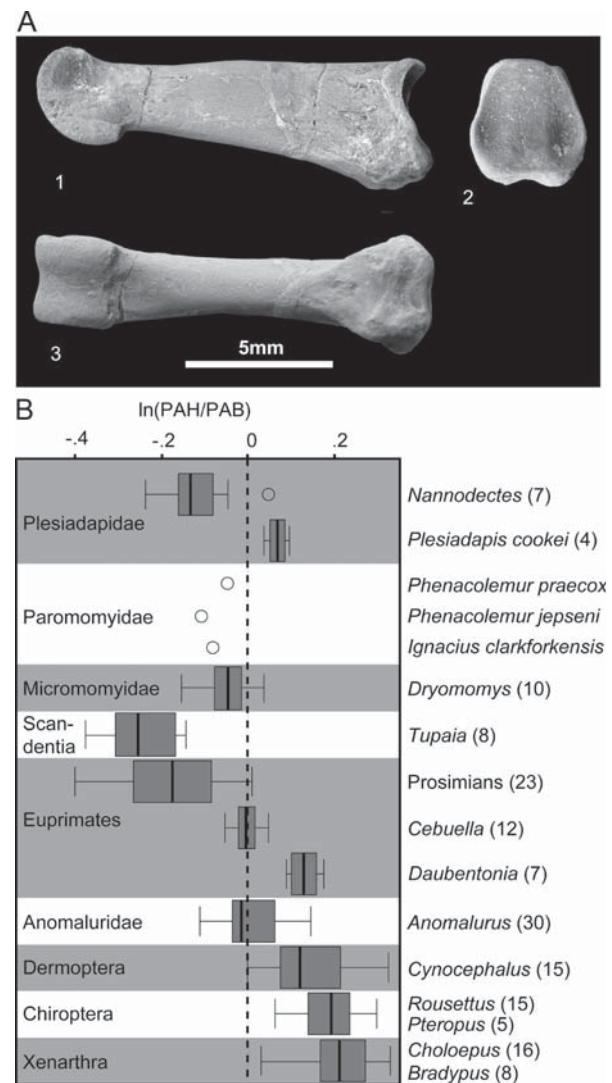 A
1
2
3
5mm
B
ln(PAH/PAB)
-.4 -.2 0 .2
Plesiadapidae
Nannodectes (7)
Plesiadapis cookei (4)
Paromomyidae
Phenacolemur praecox
Phenacolemur jepseni
Ignacius clarkforkensis
Micromomyidae
Dryomomys (10)
Scan-
dentia
Tupaia (8)
Euprimates
Prosimians (23)
Cebuella (12)
Daubentonia (7)
Anomaluridae
Anomalurus (30)
Dermoptera
Cynocephalus (15)
Chiroptera
Rousettus (15)
Pteropus (5)
Xenarthra
Choloepus (16)
Bradypus (8)